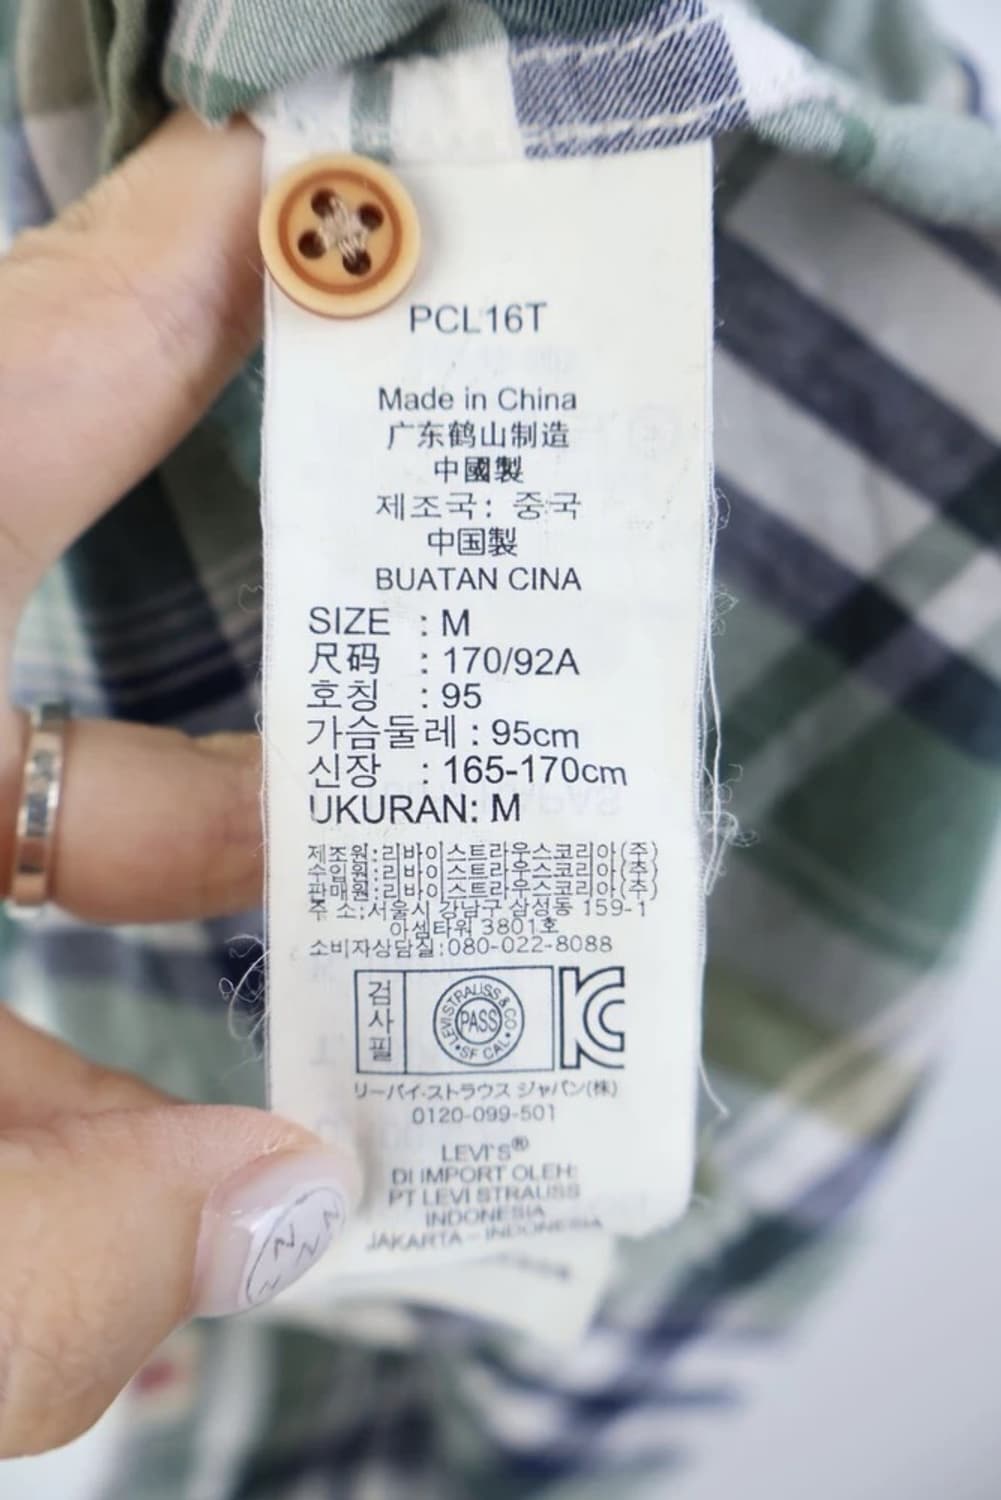 PCL16T
Made in China
广东鹤山制造
中國製
제조국: 중국
中国製
BUATAN CINA
SIZE : M
尺码 : 170/92A
호칭 : 95
가슴둘레 : 95cm
신장 : 165-170cm
UKURAN: M
제조원:리바이스트라우스코리아(주)
수입원:리바이스트라우스코리아(주)
판매원:리바이스트라우스코리아(주)
주 소:서울시 강남구 삼성동 159-1
아셈타워 3801호
소비자상담실:080-022-8088
검사필
LEVI STRAUSS & CO
PASS
SF CAL
KC
リーバイ·ストラウス ジャパン(株)
0120-099-501
LEVI'S®
DI IMPORT OLEH:
PT LEVI STRAUSS
INDONESIA
JAKARTA – INDONESIA